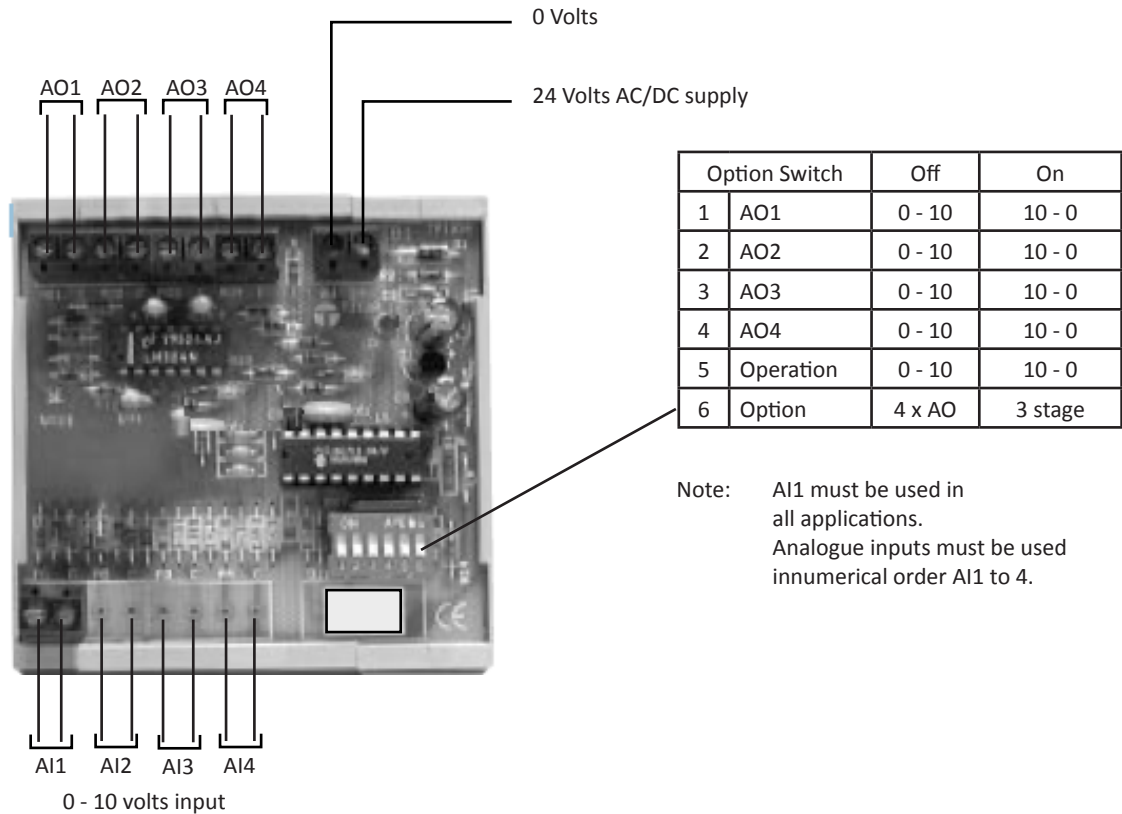 0 Volts
24 Volts AC/DC supply
AO1 AO2 AO3 AO4
Option Switch Off On
1 AO1 0 - 10 10 - 0
2 AO2 0 - 10 10 - 0
3 AO3 0 - 10 10 - 0
4 AO4 0 - 10 10 - 0
5 Operation 0 - 10 10 - 0
6 Option 4 x AO 3 stage
Note: AI1 must be used in
all applications.
Analogue inputs must be used
innumerical order AI1 to 4.
ON
CE
AI1 AI2 AI3 AI4
0 - 10 volts input